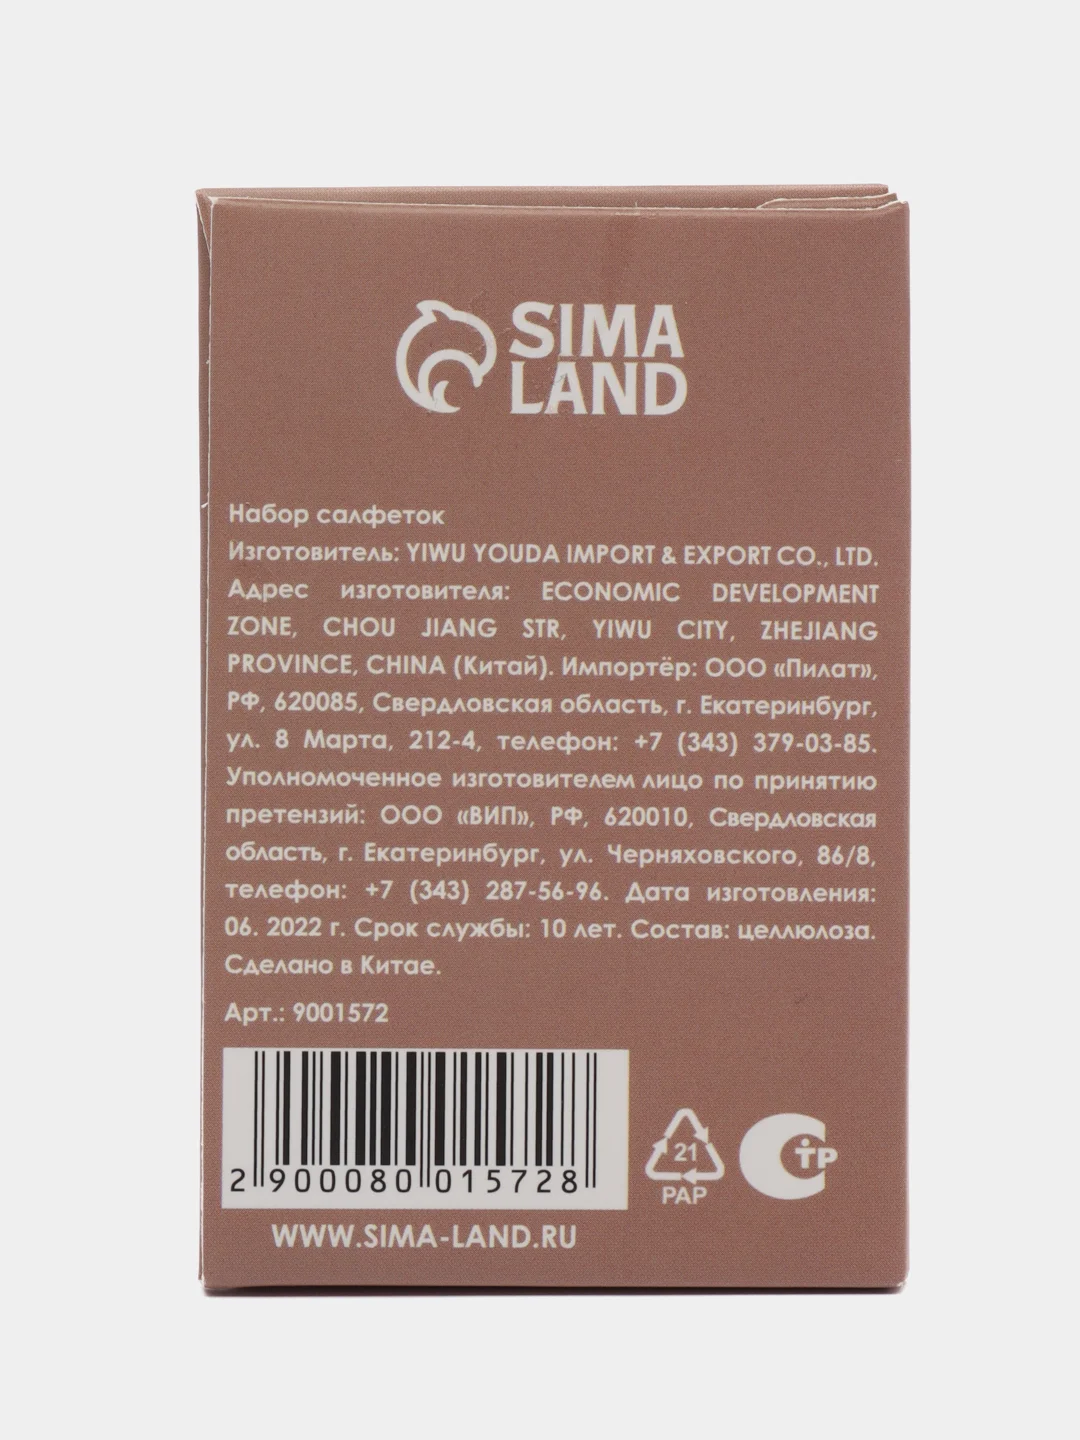 SIMA
LAND
Набор салфеток
Изготовитель: YIWU YOUDA IMPORT & EXPORT CO., LTD.
Адрес изготовителя: ECONOMIC DEVELOPMENT
ZONE, CHOU JIANG STR, YIWU CITY, ZHEJIANG
PROVINCE, CHINA (Китай). Импортёр: ООО «Пилат»,
РФ, 620085, Свердловская область, г. Екатеринбург,
ул. 8 Марта, 212-4, телефон: +7 (343) 379-03-85.
Уполномоченное изготовителем лицо по принятию
претензий: ООО «ВИП», РФ, 620010, Свердловская
область, г. Екатеринбург, ул. Черняховского, 86/8,
телефон: +7 (343) 287-56-96. Дата изготовления:
06. 2022 г. Срок службы: 10 лет. Состав: целлюлоза.
Сделано в Китае.
Арт.: 9001572
2 900080 015728
21
PAP
СТР
WWW.SIMA-LAND.RU